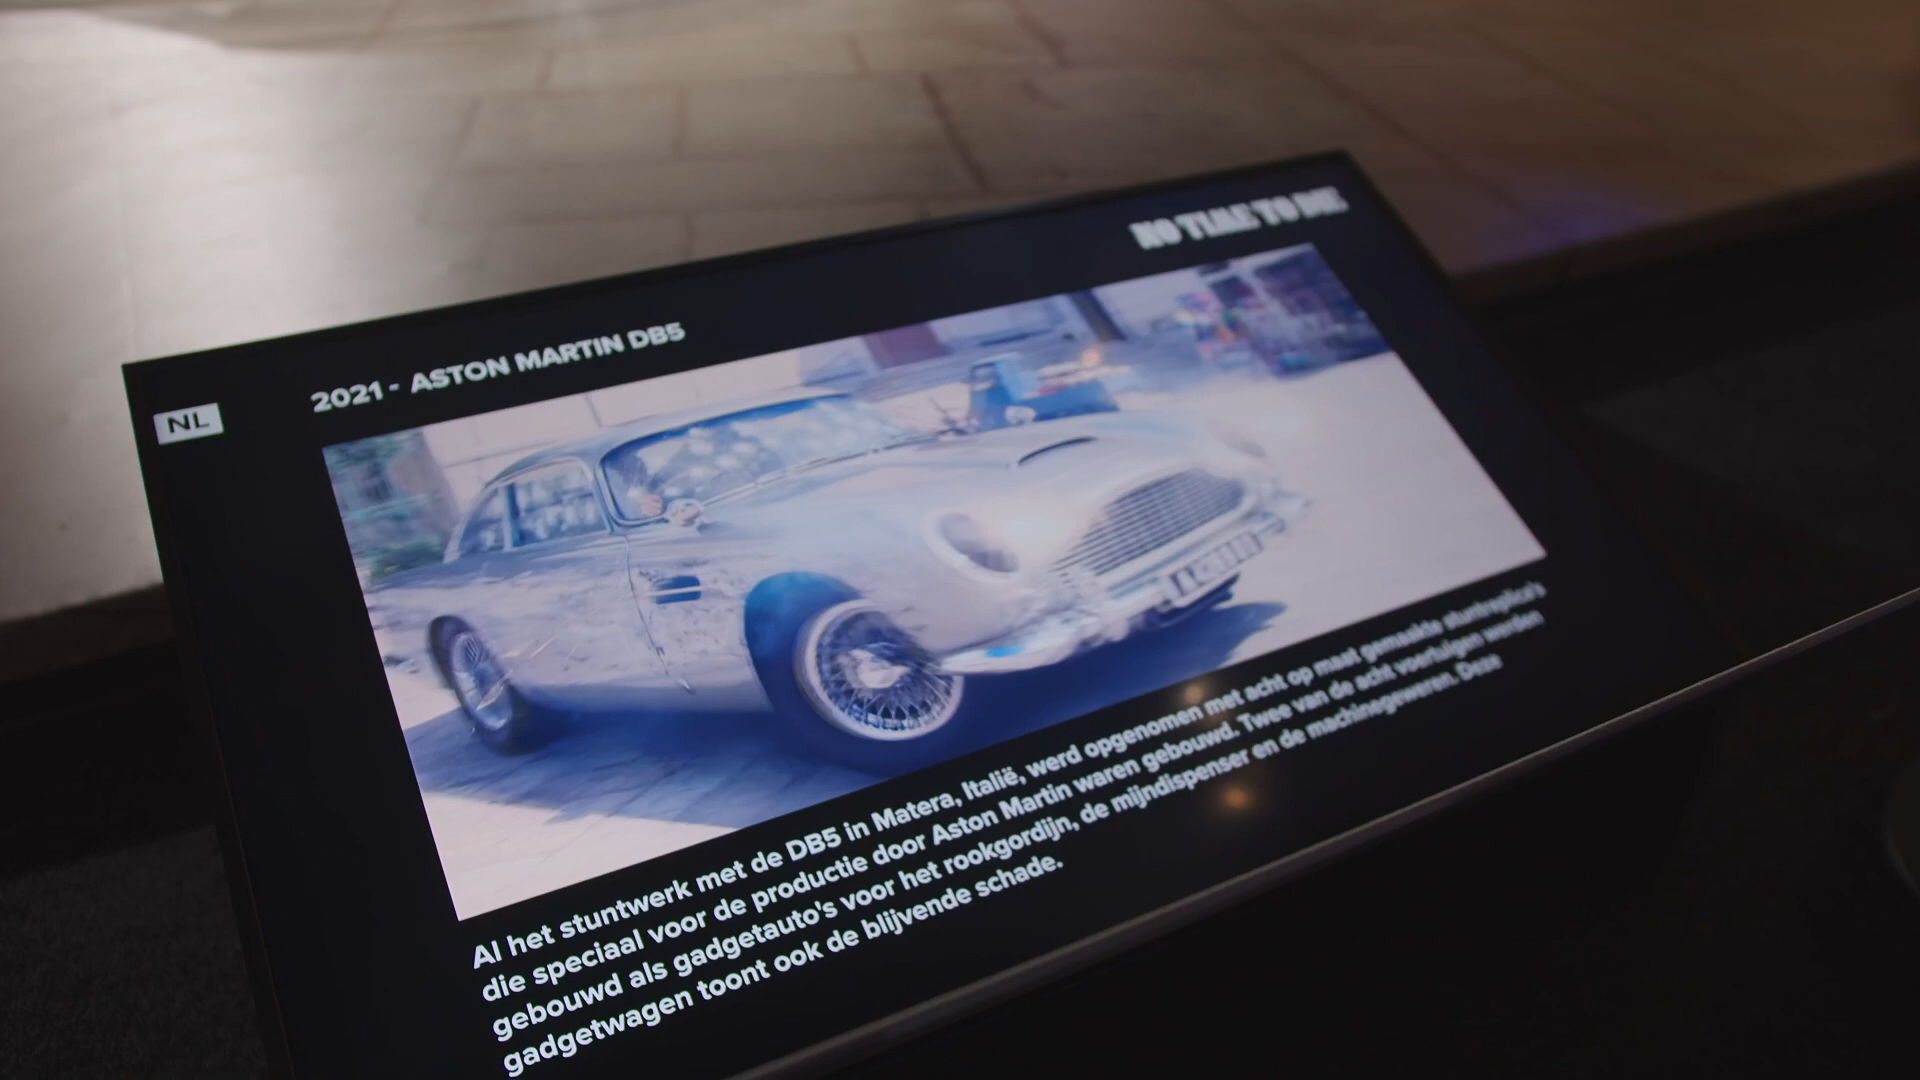 NO TIME TO DIE
2021 - ASTON MARTIN DB5
NL
Al het stuntwerk met de DB5 in Matera, Italië, werd opgenomen met acht op maat gemaakte stuntreplica's
die speciaal voor de productie door Aston Martin waren gebouwd. Twee van de acht voertuigen werden
gebouwd als gadgetauto's voor het rookgordijn, de mijndispenser en de machinegeweren. Deze
gadgetwagen toont ook de blijvende schade.